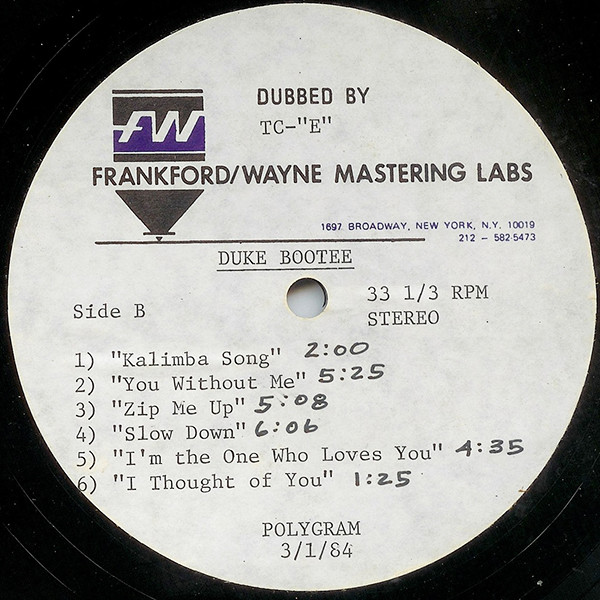 FW
DUBBED BY
TC-"E"
FRANKFORD/WAYNE MASTERING LABS
1697 BROADWAY, NEW YORK, N.Y. 10019
212 - 582-5473
DUKE BOOTEE
Side B
33 1/3 RPM
STEREO
1) "Kalimba Song" 2:00
2) "You Without Me" 5:25
3) "Zip Me Up" 5:08
4) "Slow Down" 6:06
5) "I'm the One Who Loves You" 4:35
6) "I Thought of You" 1:25
POLYGRAM
3/1/84